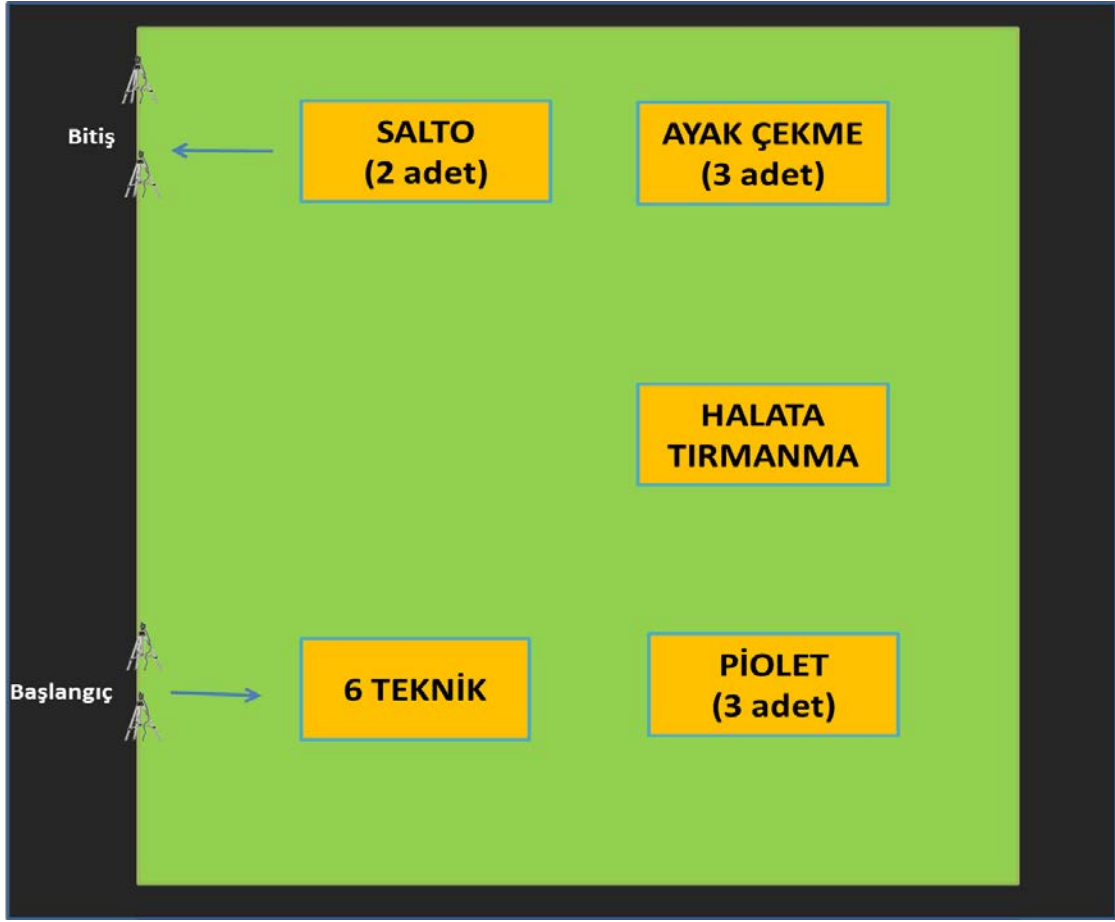 Bitiş
SALTO
(2 adet)
AYAK ÇEKME
(3 adet)
HALATA
TIRMANMA
Başlangıç
6 TEKNİK
PİOLET
(3 adet)